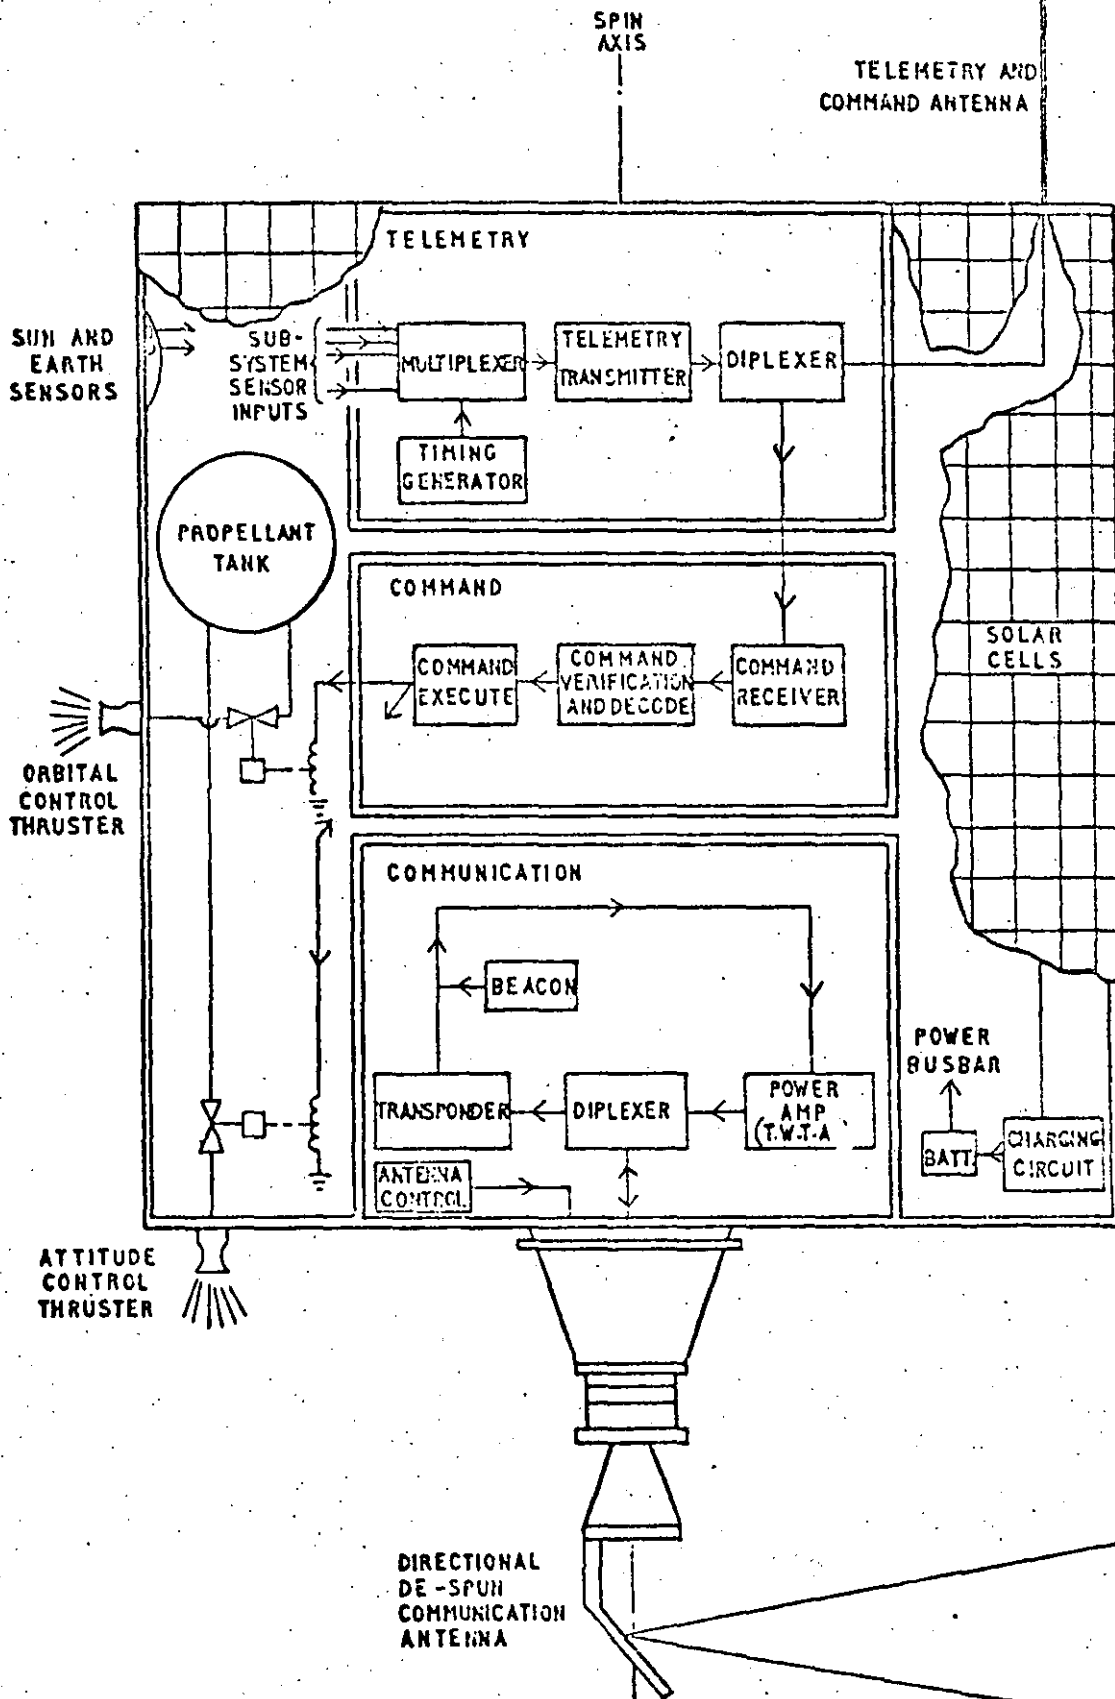 SPIN
AXIS
TELEMETRY AND
COMMAND ANTENNA
TELEMETRY
SUN AND
EARTH
SENSORS
SUB-
SYSTEM
SENSOR
INPUTS
MULTIPLEXER
TELEMETRY
TRANSMITTER
DIPLEXER
TIMING
GENERATOR
PROPELLANT
TANK
COMMAND
COMMAND
EXECUTE
COMMAND
VERIFICATION
AND DECODE
COMMAND
RECEIVER
SOLAR
CELLS
ORBITAL
CONTROL
THRUSTER
COMMUNICATION
BEACON
TRANSPONDER
DIPLEXER
POWER
AMP
(T.W.T.A)
ANTENNA
CONTROL
POWER
BUSBAR
BATT
CHARGING
CIRCUIT
ATTITUDE
CONTROL
THRUSTER
DIRECTIONAL
DE-SPUN
COMMUNICATION
ANTENNA